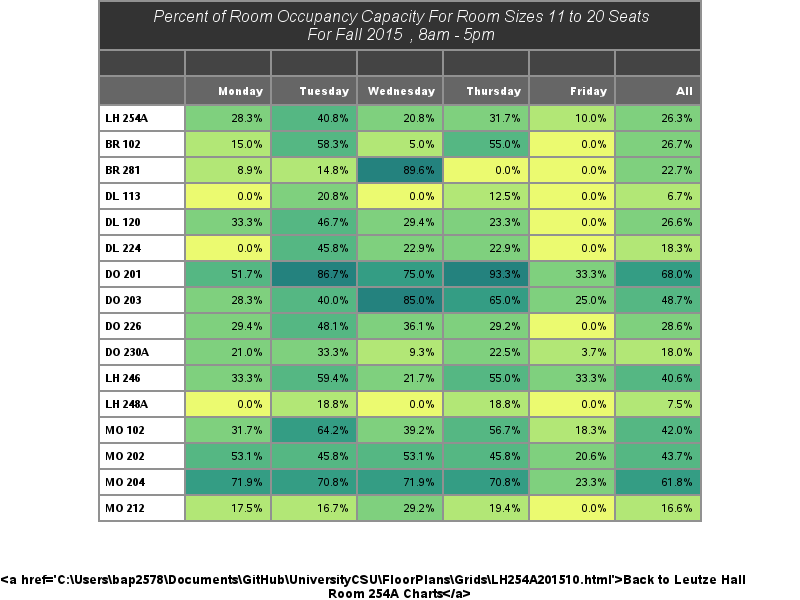 Percent of Room Occupancy Capacity For Room Sizes 11 to 20 Seats
For Fall 2015 , 8am - 5pm
Monday Tuesday Wednesday Thursday Friday All
LH 254A 28.3% 40.8% 20.8% 31.7% 10.0% 26.3%
BR 102 15.0% 58.3% 5.0% 55.0% 0.0% 26.7%
BR 281 8.9% 14.8% 89.6% 0.0% 0.0% 22.7%
DL 113 0.0% 20.8% 0.0% 12.5% 0.0% 6.7%
DL 120 33.3% 46.7% 29.4% 23.3% 0.0% 26.6%
DL 224 0.0% 45.8% 22.9% 22.9% 0.0% 18.3%
DO 201 51.7% 86.7% 75.0% 93.3% 33.3% 68.0%
DO 203 28.3% 40.0% 85.0% 65.0% 25.0% 48.7%
DO 226 29.4% 48.1% 36.1% 29.2% 0.0% 28.6%
DO 230A 21.0% 33.3% 9.3% 22.5% 3.7% 18.0%
LH 246 33.3% 59.4% 21.7% 55.0% 33.3% 40.6%
LH 248A 0.0% 18.8% 0.0% 18.8% 0.0% 7.5%
MO 102 31.7% 64.2% 39.2% 56.7% 18.3% 42.0%
MO 202 53.1% 45.8% 53.1% 45.8% 20.6% 43.7%
MO 204 71.9% 70.8% 71.9% 70.8% 23.3% 61.8%
MO 212 17.5% 16.7% 29.2% 19.4% 0.0% 16.6%
<a href='C:\Users\bap2578\Documents\GitHub\UniversityCSU\FloorPlans\Grids\LH254A201510.html'>Back to Leutze Hall
Room 254A Charts</a>